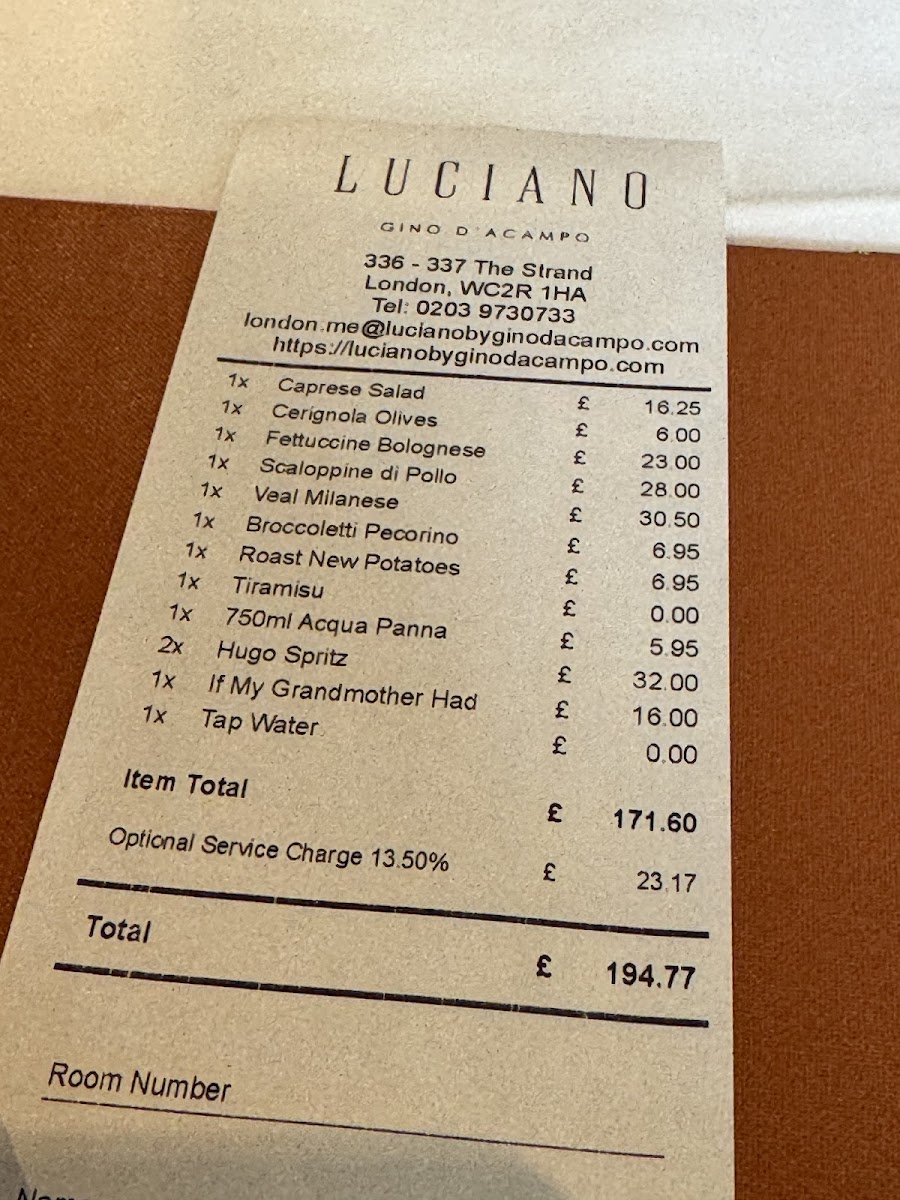 LUCIANO
GINO D'ACAMPO
336 - 337 The Strand
London, WC2R 1HA
Tel: 0203 9730733
london.me@lucianobyginodacampo.com
https://lucianobyginodacampo.com
1x Caprese Salad £ 16.25
1x Cerignola Olives £ 6.00
1x Fettuccine Bolognese £ 23.00
1x Scaloppine di Pollo £ 28.00
1x Veal Milanese £ 30.50
1x Broccoletti Pecorino £ 6.95
1x Roast New Potatoes £ 6.95
1x Tiramisu £ 0.00
1x 750ml Acqua Panna £ 5.95
2x Hugo Spritz £ 32.00
1x If My Grandmother Had £ 16.00
1x Tap Water £ 0.00
Item Total £ 171.60
Optional Service Charge 13.50% £ 23.17
Total £ 194.77
Room Number